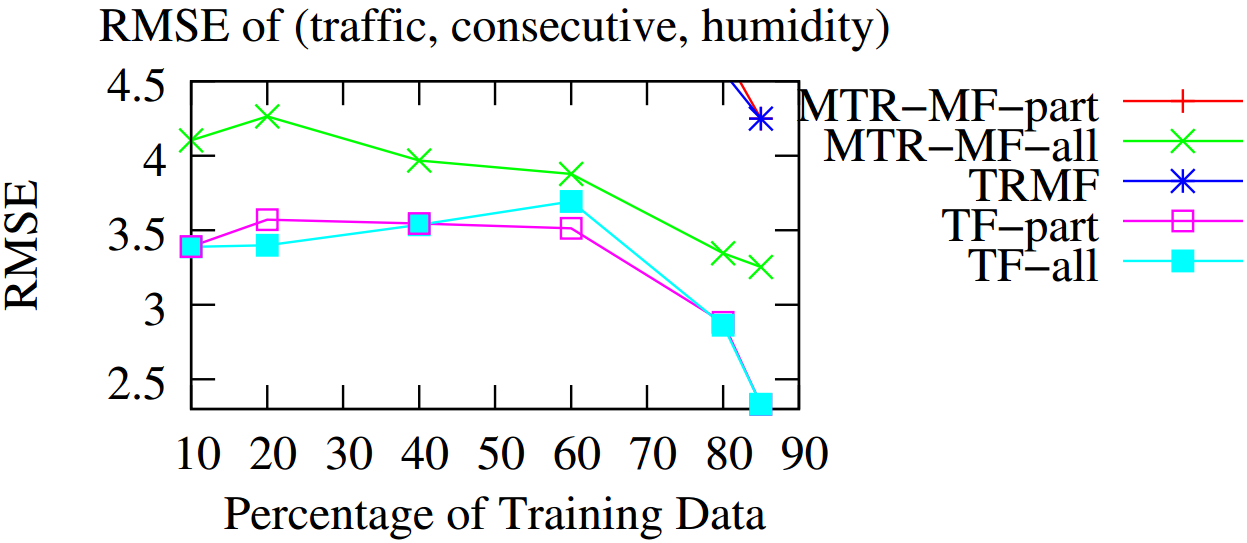 RMSE of (traffic, consecutive, humidity)
4.5
4
3.5
3
2.5
RMSE
10 20 30 40 50 60 70 80 90
Percentage of Training Data
MTR−MF−part
MTR−MF−all
TRMF
TF−part
TF−all